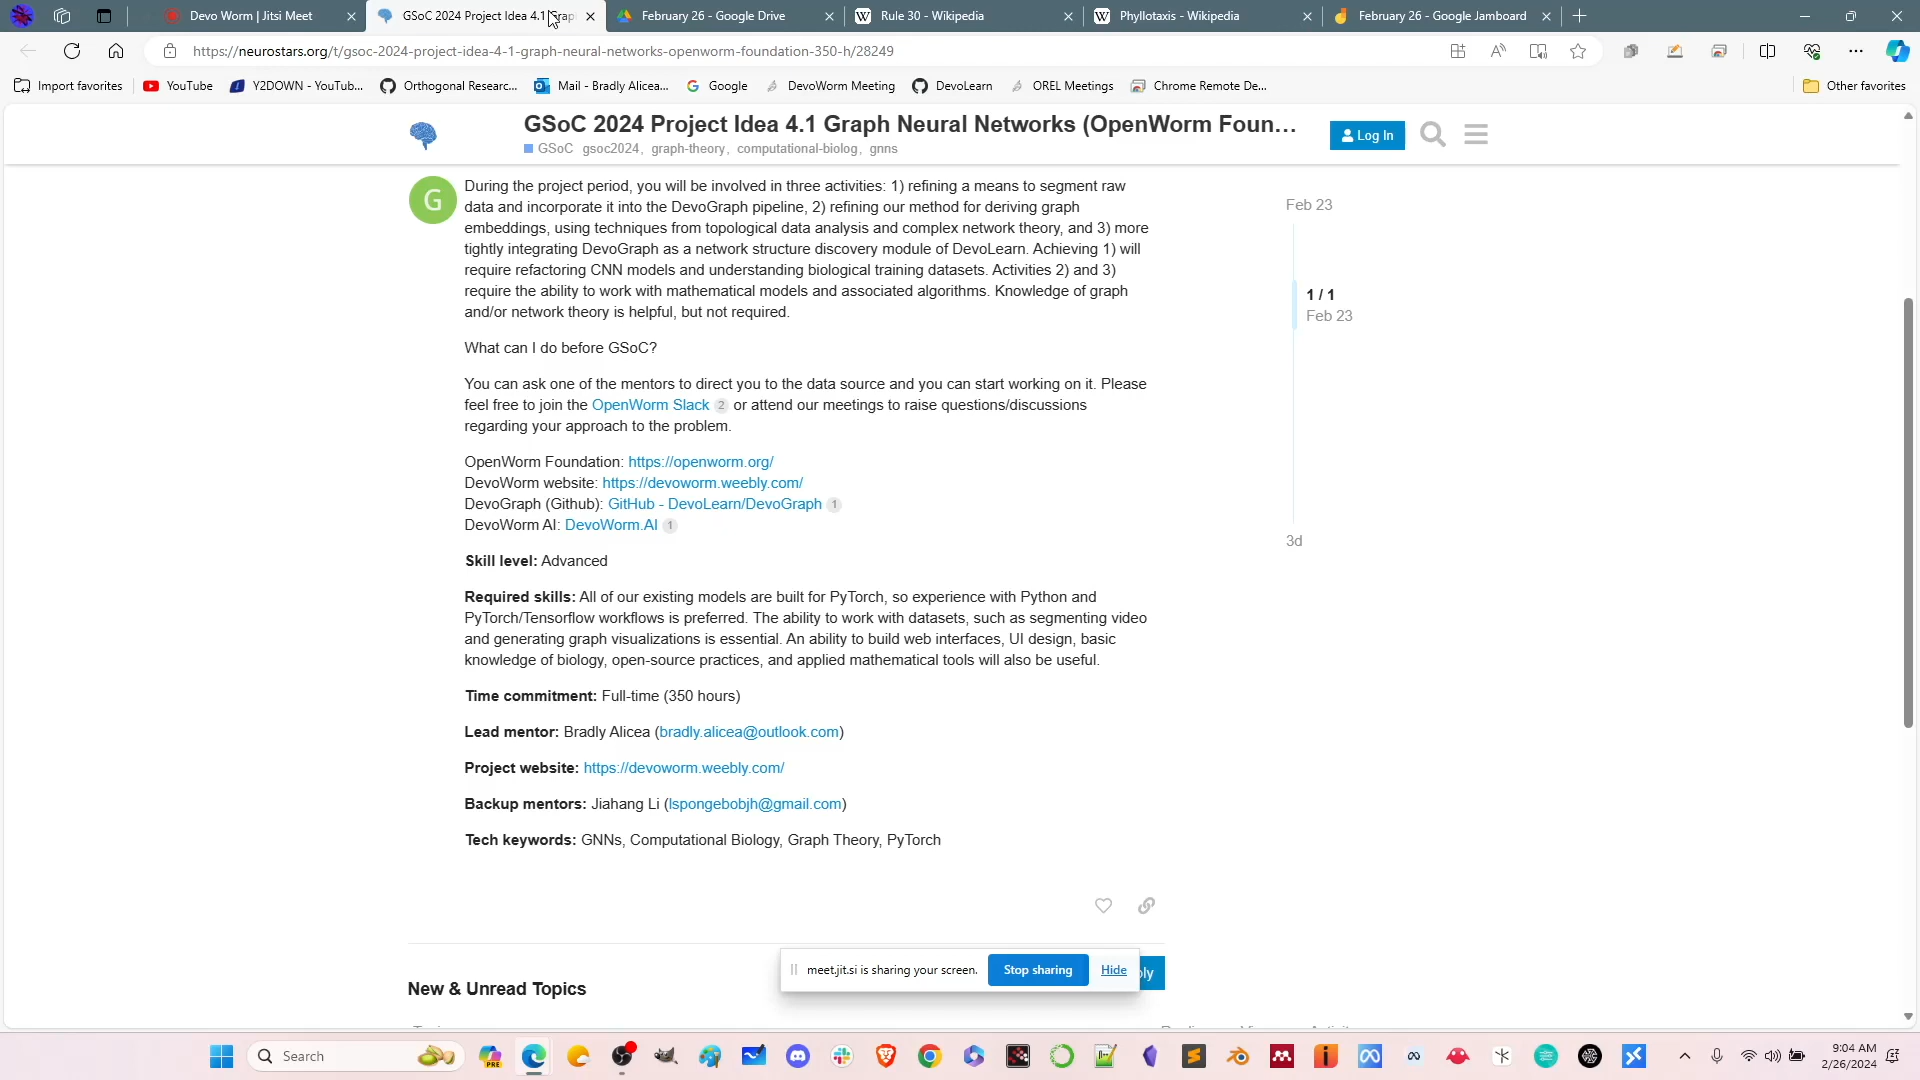 Devo Worm | Jitsi Meet
GSoC 2024 Project Idea 4.1 Grap
February 26 - Google Drive
Rule 30 - Wikipedia
Phyllotaxis - Wikipedia
February 26 - Google Jamboard
https://neurostars.org/t/gsoc-2024-project-idea-4-1-graph-neural-networks-openworm-foundation-350-h/28249
Import favorites
YouTube
Y2DOWN - YouTub...
Orthogonal Researc...
Mail - Bradly Alicea...
Google
DevoWorm Meeting
DevoLearn
OREL Meetings
Chrome Remote De...
Other favorites
GSoC 2024 Project Idea 4.1 Graph Neural Networks (OpenWorm Foun...
GSoC gsoc2024, graph-theory, computational-biolog, gnns
Log In
G
During the project period, you will be involved in three activities: 1) refining a means to segment raw
data and incorporate it into the DevoGraph pipeline, 2) refining our method for deriving graph
embeddings, using techniques from topological data analysis and complex network theory, and 3) more
tightly integrating DevoGraph as a network structure discovery module of DevoLearn. Achieving 1) will
require refactoring CNN models and understanding biological training datasets. Activities 2) and 3)
require the ability to work with mathematical models and associated algorithms. Knowledge of graph
and/or network theory is helpful, but not required.
What can I do before GSoC?
You can ask one of the mentors to direct you to the data source and you can start working on it. Please
feel free to join the OpenWorm Slack 2 or attend our meetings to raise questions/discussions
regarding your approach to the problem.
OpenWorm Foundation: https://openworm.org/
DevoWorm website: https://devoworm.weebly.com/
DevoGraph (Github): GitHub - DevoLearn/DevoGraph 1
DevoWorm AI: DevoWorm.AI 1
Skill level: Advanced
Required skills: All of our existing models are built for PyTorch, so experience with Python and
PyTorch/Tensorflow workflows is preferred. The ability to work with datasets, such as segmenting video
and generating graph visualizations is essential. An ability to build web interfaces, UI design, basic
knowledge of biology, open-source practices, and applied mathematical tools will also be useful.
Time commitment: Full-time (350 hours)
Lead mentor: Bradly Alicea (bradly.alicea@outlook.com)
Project website: https://devoworm.weebly.com/
Backup mentors: Jiahang Li (lspongebobjh@gmail.com)
Tech keywords: GNNs, Computational Biology, Graph Theory, PyTorch
Feb 23
1 / 1
Feb 23
3d
meet.jit.si is sharing your screen.
Stop sharing
Hide
ly
New & Unread Topics
Search
PRE
9:04 AM
2/26/2024